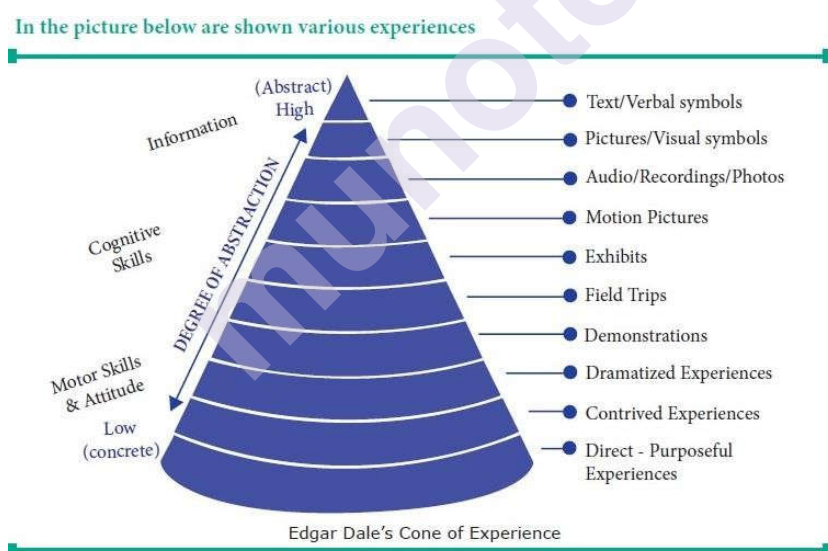 In the picture below are shown various experiences
(Abstract)
High
Information
Cognitive
Skills
Motor Skills
& Attitude
DEGREE OF ABSTRACTION
Low
(concrete)
Text/Verbal symbols
Pictures/Visual symbols
Audio/Recordings/Photos
Motion Pictures
Exhibits
Field Trips
Demonstrations
Dramatized Experiences
Contrived Experiences
Direct - Purposeful
Experiences
Edgar Dale's Cone of Experience
munote